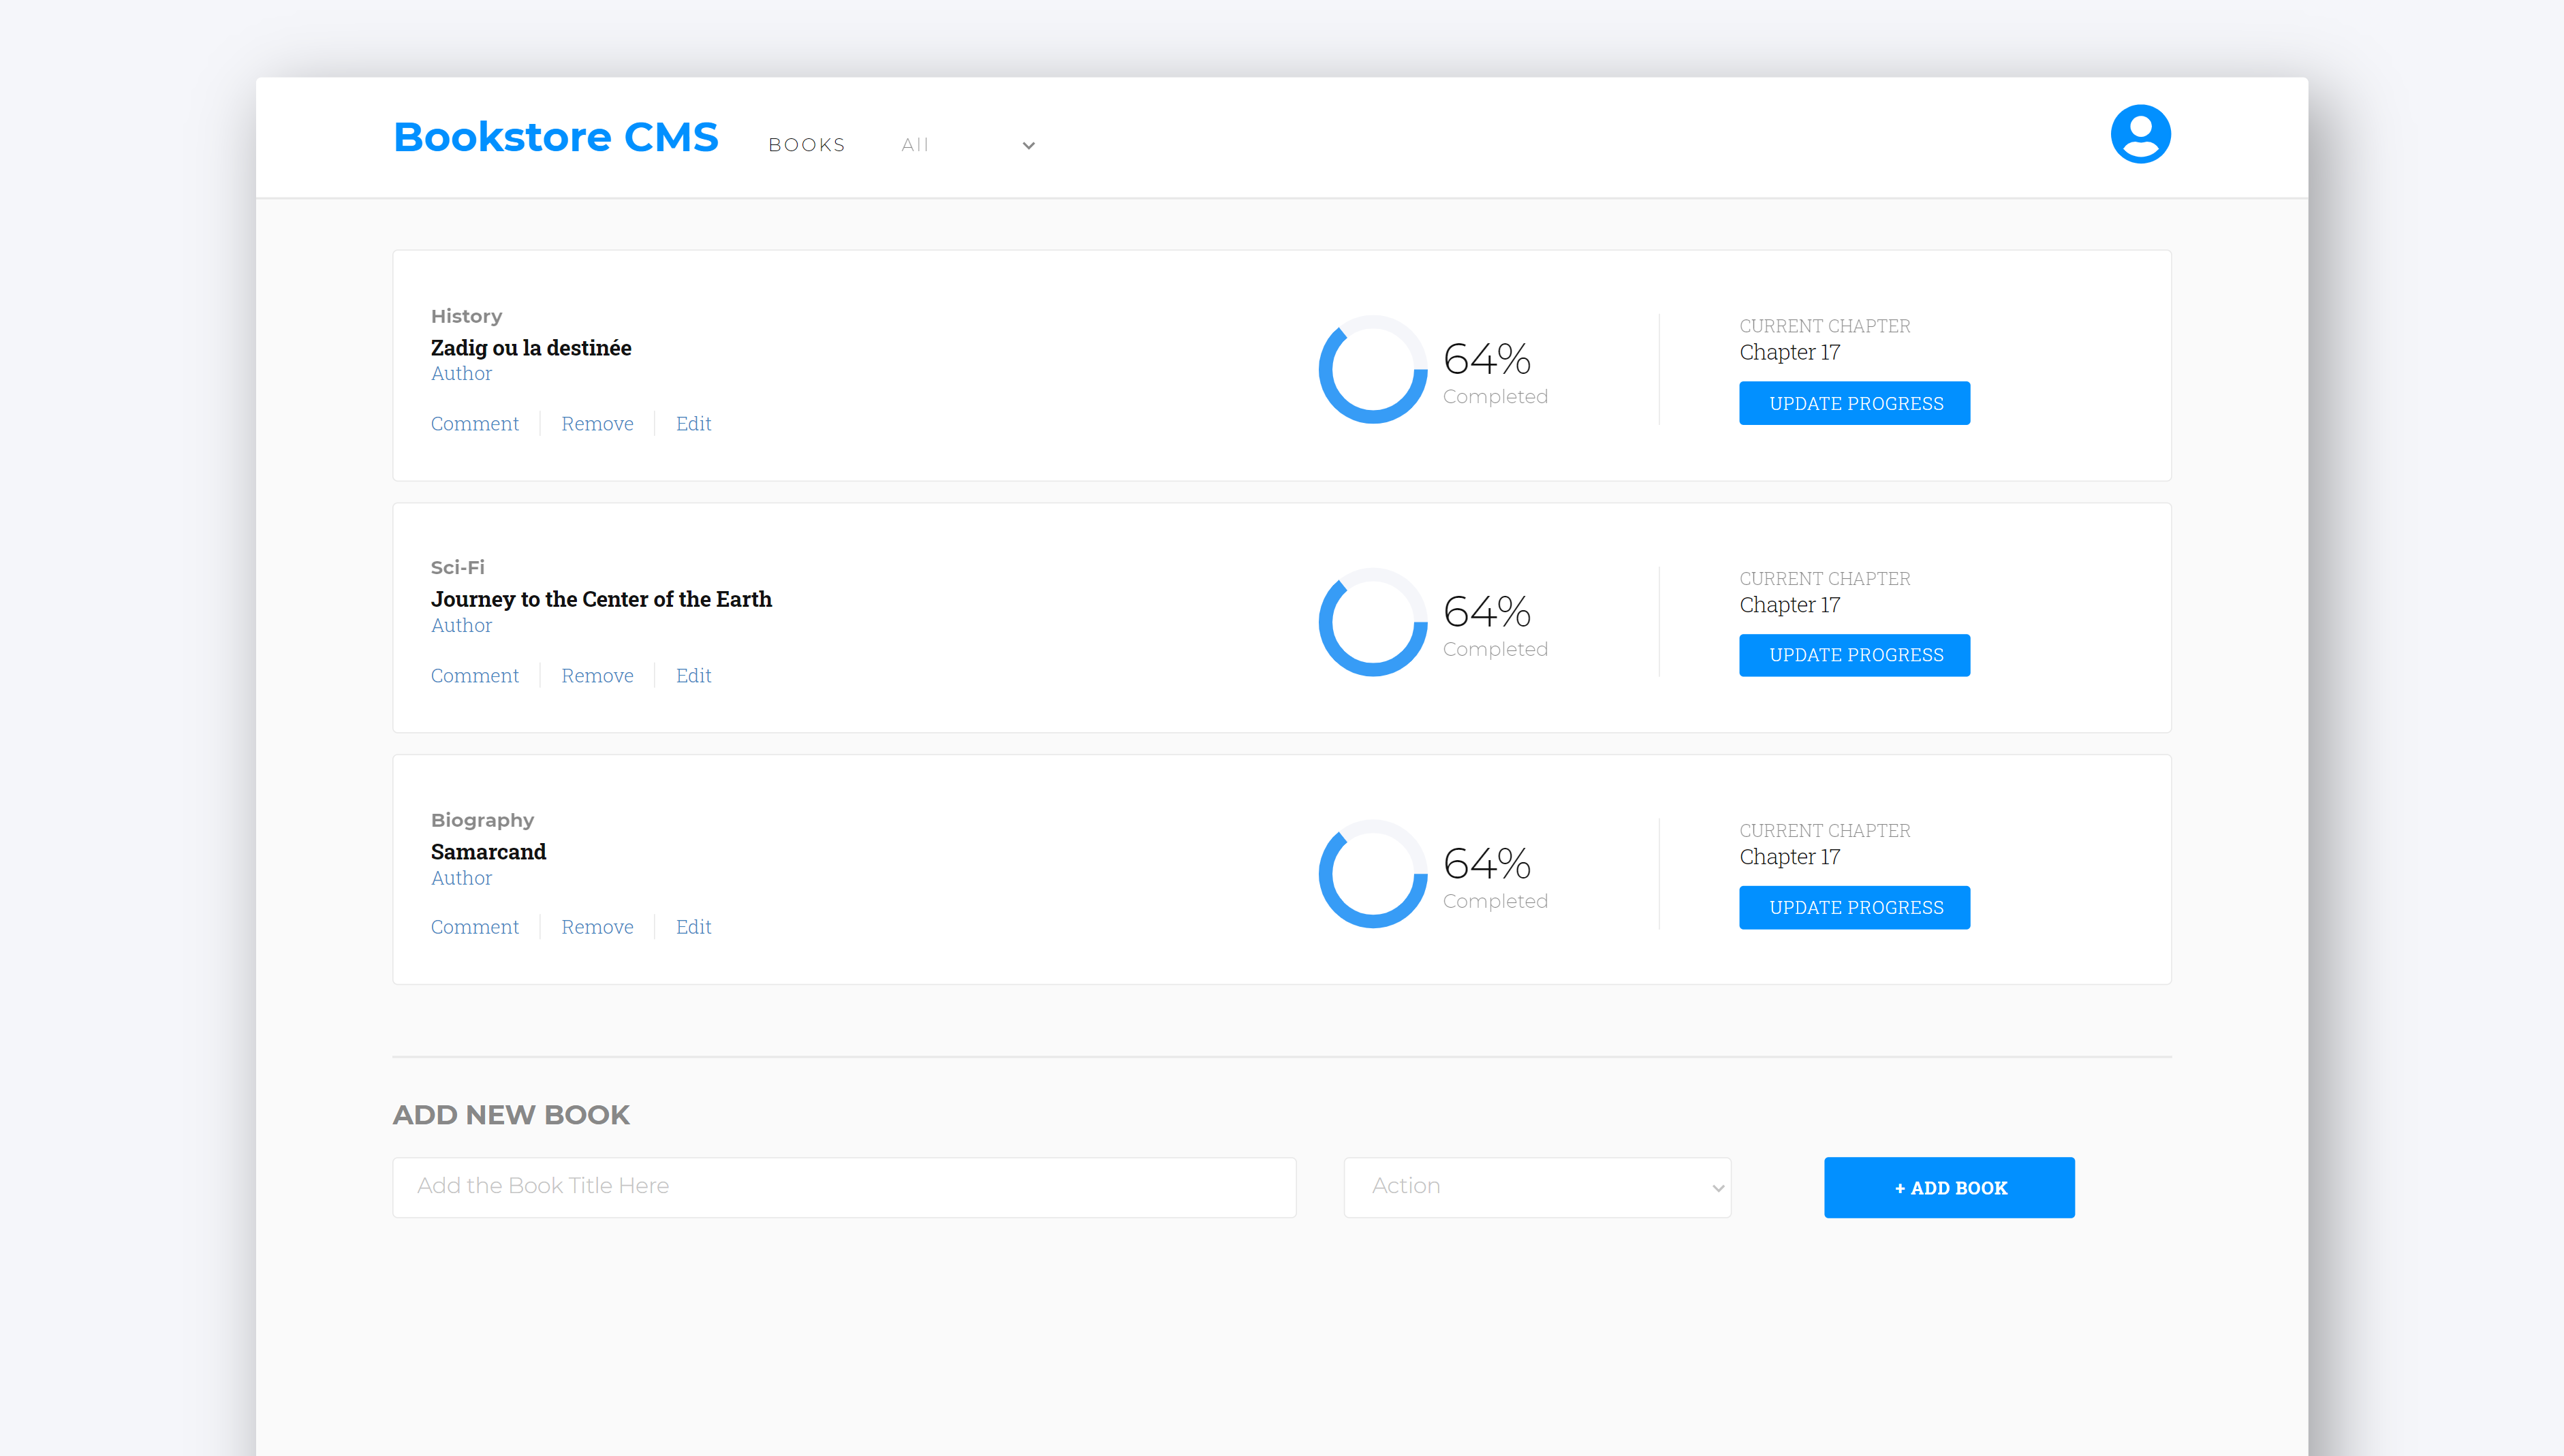 Bookstore CMS BOOKS All
History
Zadig ou la destinée
Author
Comment Remove Edit
64%
Completed
CURRENT CHAPTER
Chapter 17
UPDATE PROGRESS
Sci-Fi
Journey to the Center of the Earth
Author
Comment Remove Edit
64%
Completed
CURRENT CHAPTER
Chapter 17
UPDATE PROGRESS
Biography
Samarcand
Author
Comment Remove Edit
64%
Completed
CURRENT CHAPTER
Chapter 17
UPDATE PROGRESS
ADD NEW BOOK
Add the Book Title Here Action + ADD BOOK